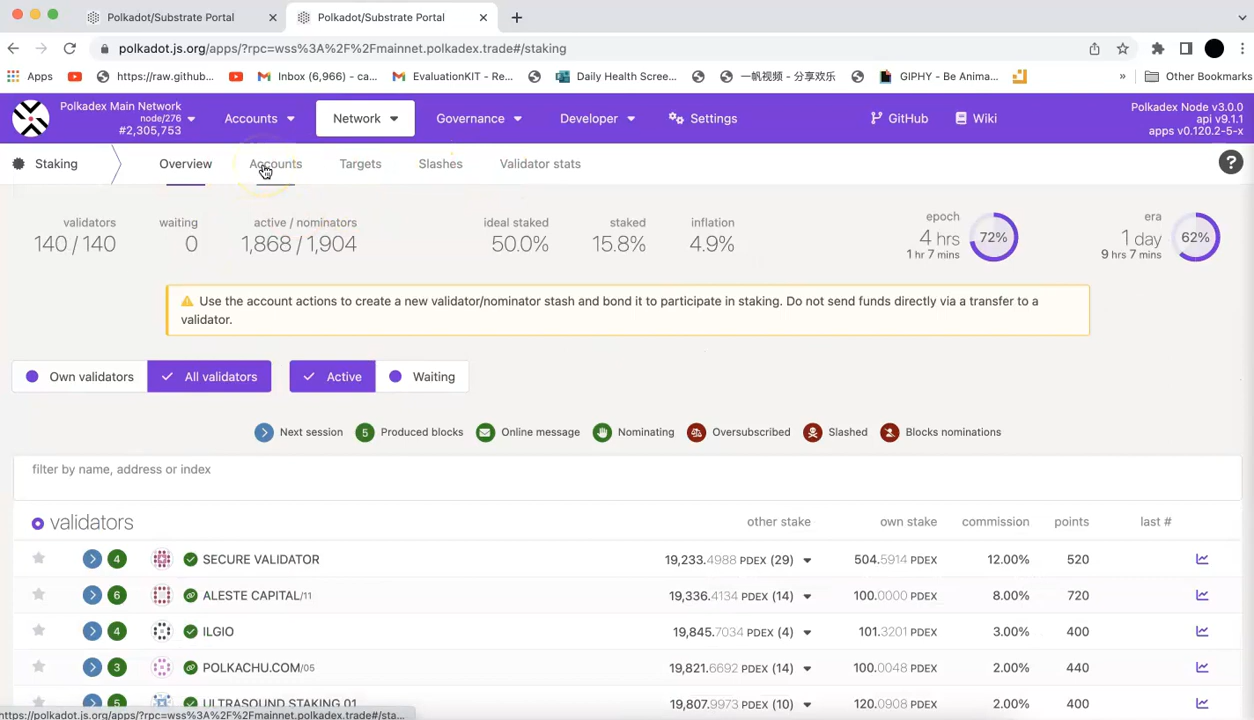 Polkadot/Substrate Portal
Polkadot/Substrate Portal
polkadot.js.org/apps/?rpc=wss%3A%2F%2Fmainnet.polkadex.trade#/staking
Apps
https://raw.github...
Inbox (6,966) - ca...
EvaluationKIT - Re...
Daily Health Scree...
一帆视频 - 分享欢乐
GIPHY - Be Anima...
»
Other Bookmarks
Polkadex Main Network
node/276
#2,305,753
Accounts
Network
Governance
Developer
Settings
GitHub
Wiki
Polkadex Node v3.0.0
api v9.1.1
apps v0.120.2-5-x
Staking
Overview
Accounts
Targets
Slashes
Validator stats
?
validators
140 / 140
waiting
0
active / nominators
1,868 / 1,904
ideal staked
50.0%
staked
15.8%
inflation
4.9%
epoch
4 hrs
1 hr 7 mins
72%
era
1 day
9 hrs 7 mins
62%
Use the account actions to create a new validator/nominator stash and bond it to participate in staking. Do not send funds directly via a transfer to a
validator.
Own validators
All validators
Active
Waiting
Next session
5 Produced blocks
Online message
Nominating
Oversubscribed
Slashed
Blocks nominations
filter by name, address or index
validators other stake own stake commission points last #
4 SECURE VALIDATOR 19,233.4988 PDEX (29) 504.5914 PDEX 12.00% 520
6 ALESTE CAPITAL/11 19,336.4134 PDEX (14) 100.0000 PDEX 8.00% 720
4 ILGIO 19,845.7034 PDEX (4) 101.3201 PDEX 3.00% 400
3 POLKACHU.COM/05 19,821.6692 PDEX (14) 100.0048 PDEX 2.00% 440
5 ULTRASOUND STAKING 01 19,807.9973 PDEX (10) 120.0908 PDEX 2.00% 400
https://polkadot.js.org/apps/?rpc=wss%3A%2F%2Fmainnet.polkadex.trade#/sta...